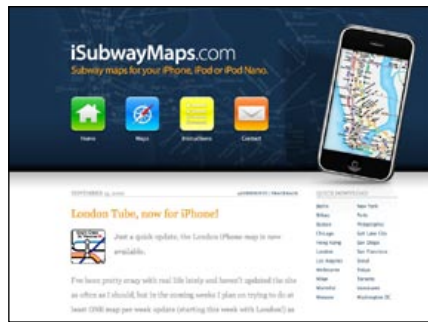 iSubwayMaps.com
Subway maps for your iPhone, iPod or iPod Nano.
Home Maps Instructions Contact
SEPTEMBER
QUICK DOWNLOAD
London Tube, now for iPhone!
Just a quick update, the London iPhone map is now
available.
I've been pretty crazy with real life lately and haven't updated the site
as often as I should, but in the coming weeks I plan on trying to do at
least ONE map per week update (starting this week with London) as
Berlin New York
Bilbao Paris
Boston Philadelphia
Chicago Salt Lake City
Hong Kong San Diego
London San Francisco
Los Angeles Seoul
Melbourne Tokyo
Milan Toronto
Montreal Vancouver
Moscow Washington DC